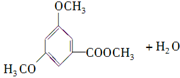 OCH₃
COOCH₃ + H₂O
H₃CO